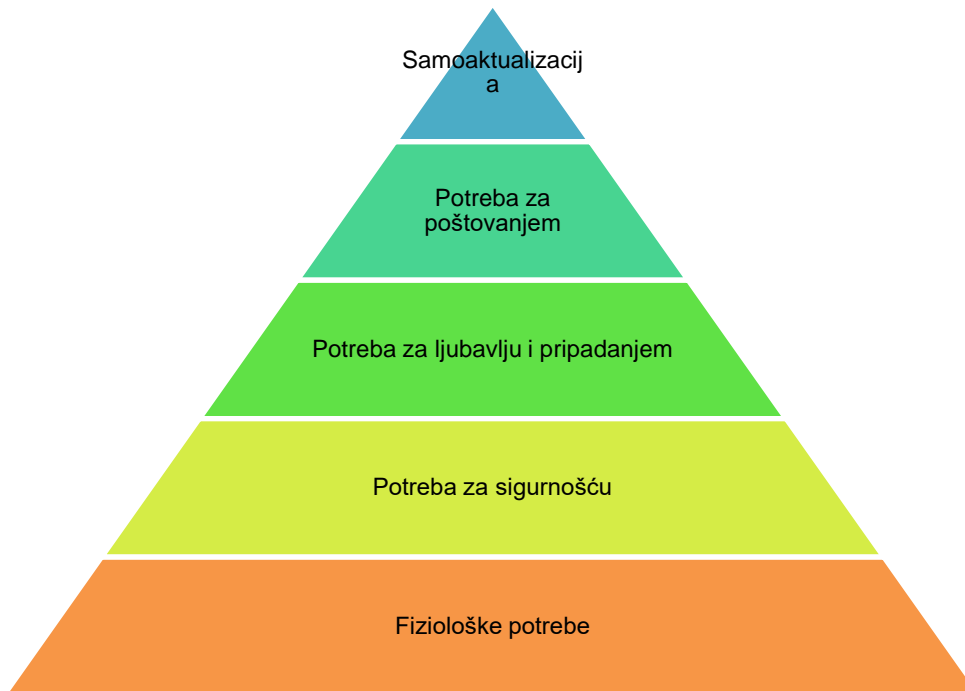 Samoaktualizacij
a
Potreba za
poštovanjem
Potreba za ljubavlju i pripadanjem
Potreba za sigurnošću
Fiziološke potrebe